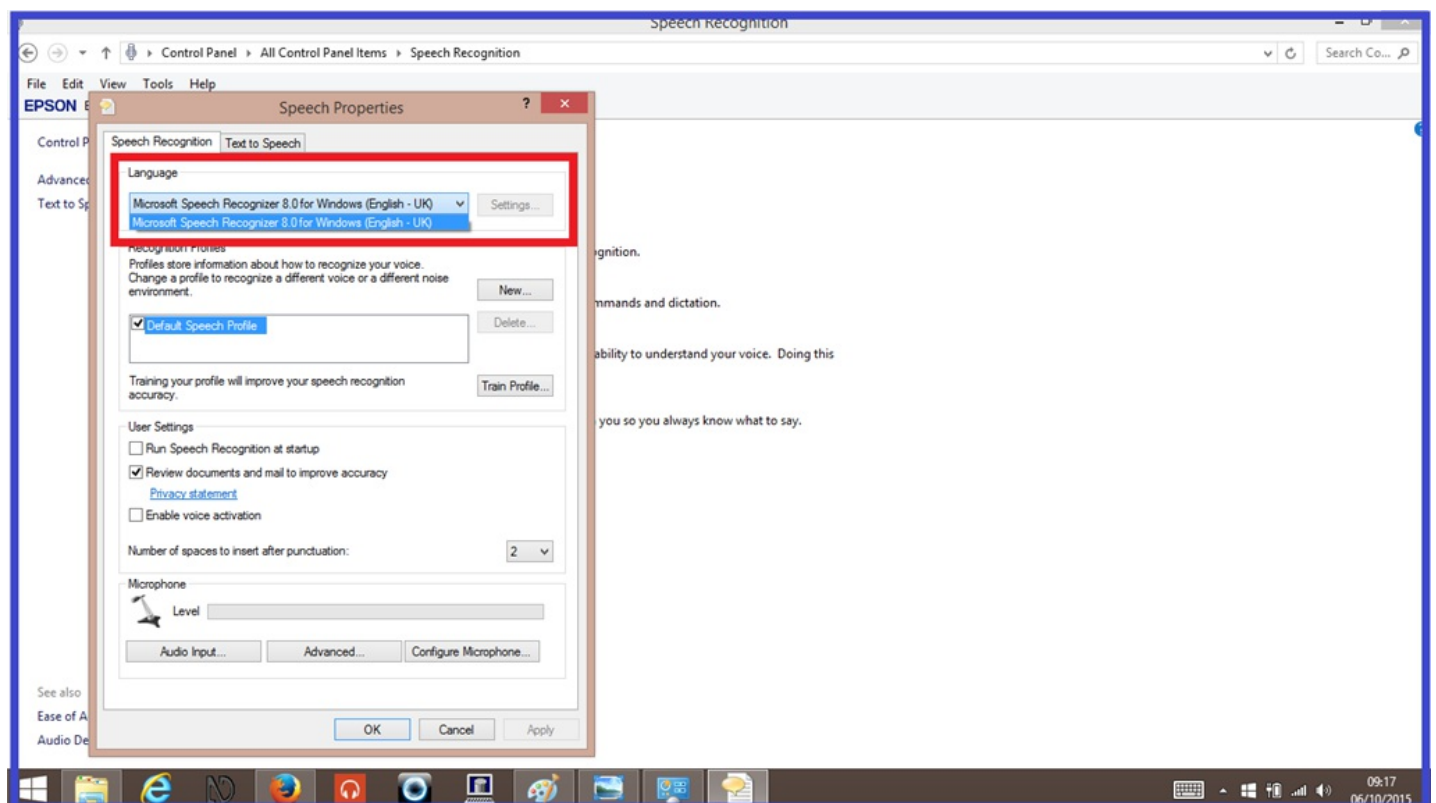 Speech Recognition
Control Panel All Control Panel Items Speech Recognition
Search Co...
File Edit View Tools Help
EPSON
Speech Properties ?
Control P
Advanced
Text to Sp
Speech Recognition Text to Speech
Language
Microsoft Speech Recognizer 8.0 for Windows (English - UK) Settings...
Microsoft Speech Recognizer 8.0 for Windows (English - UK)
Recognition Profiles
Profiles store information about how to recognize your voice.
Change a profile to recognize a different voice or a different noise
environment.
New...
Default Speech Profile
Delete...
Training your profile will improve your speech recognition
accuracy.
Train Profile...
User Settings
Run Speech Recognition at startup
Review documents and mail to improve accuracy
Privacy statement
Enable voice activation
Number of spaces to insert after punctuation: 2
Microphone
Level
Audio Input... Advanced... Configure Microphone...
OK Cancel Apply
ognition.
mmands and dictation.
ability to understand your voice. Doing this
you so you always know what to say.
See also
Ease of A
Audio De
09:17
06/10/2015